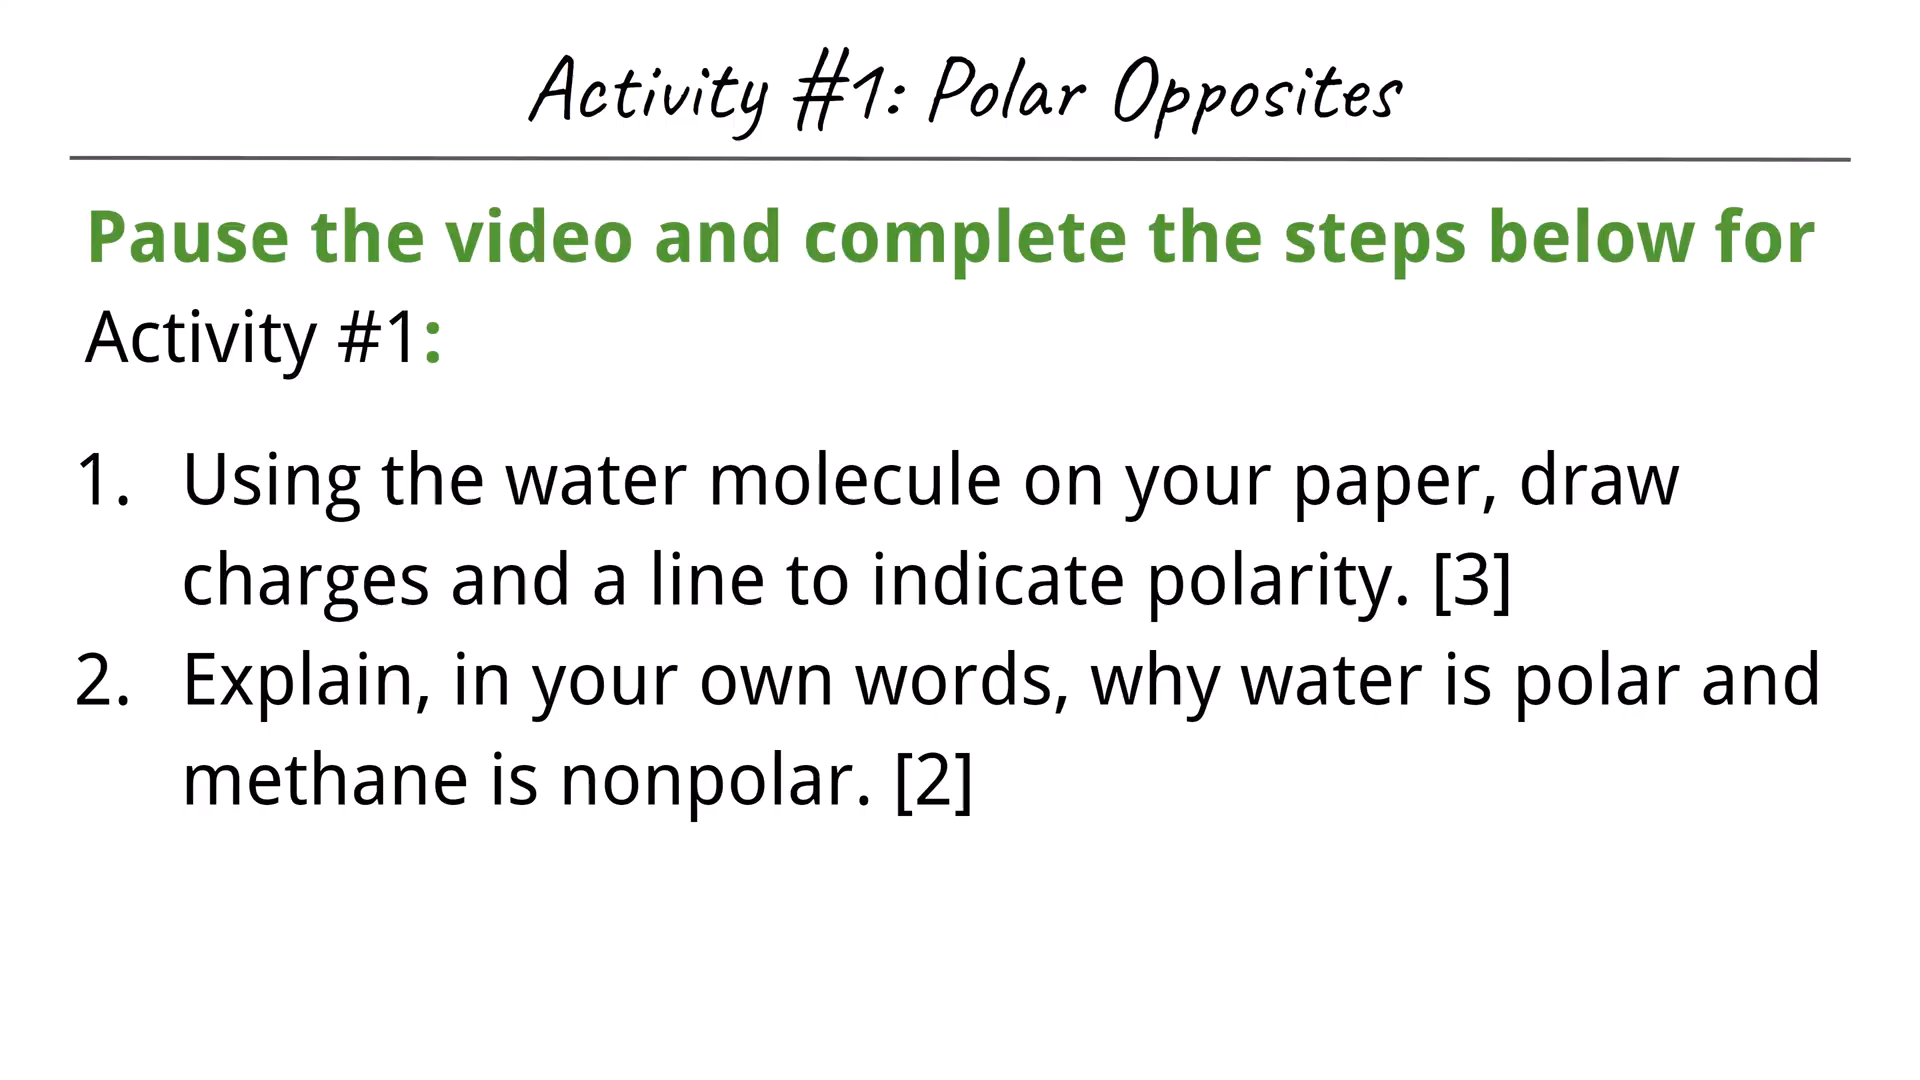 Activity #1: Polar Opposites
Pause the video and complete the steps below for
Activity #1:
1. Using the water molecule on your paper, draw
charges and a line to indicate polarity. [3]
2. Explain, in your own words, why water is polar and
methane is nonpolar. [2]